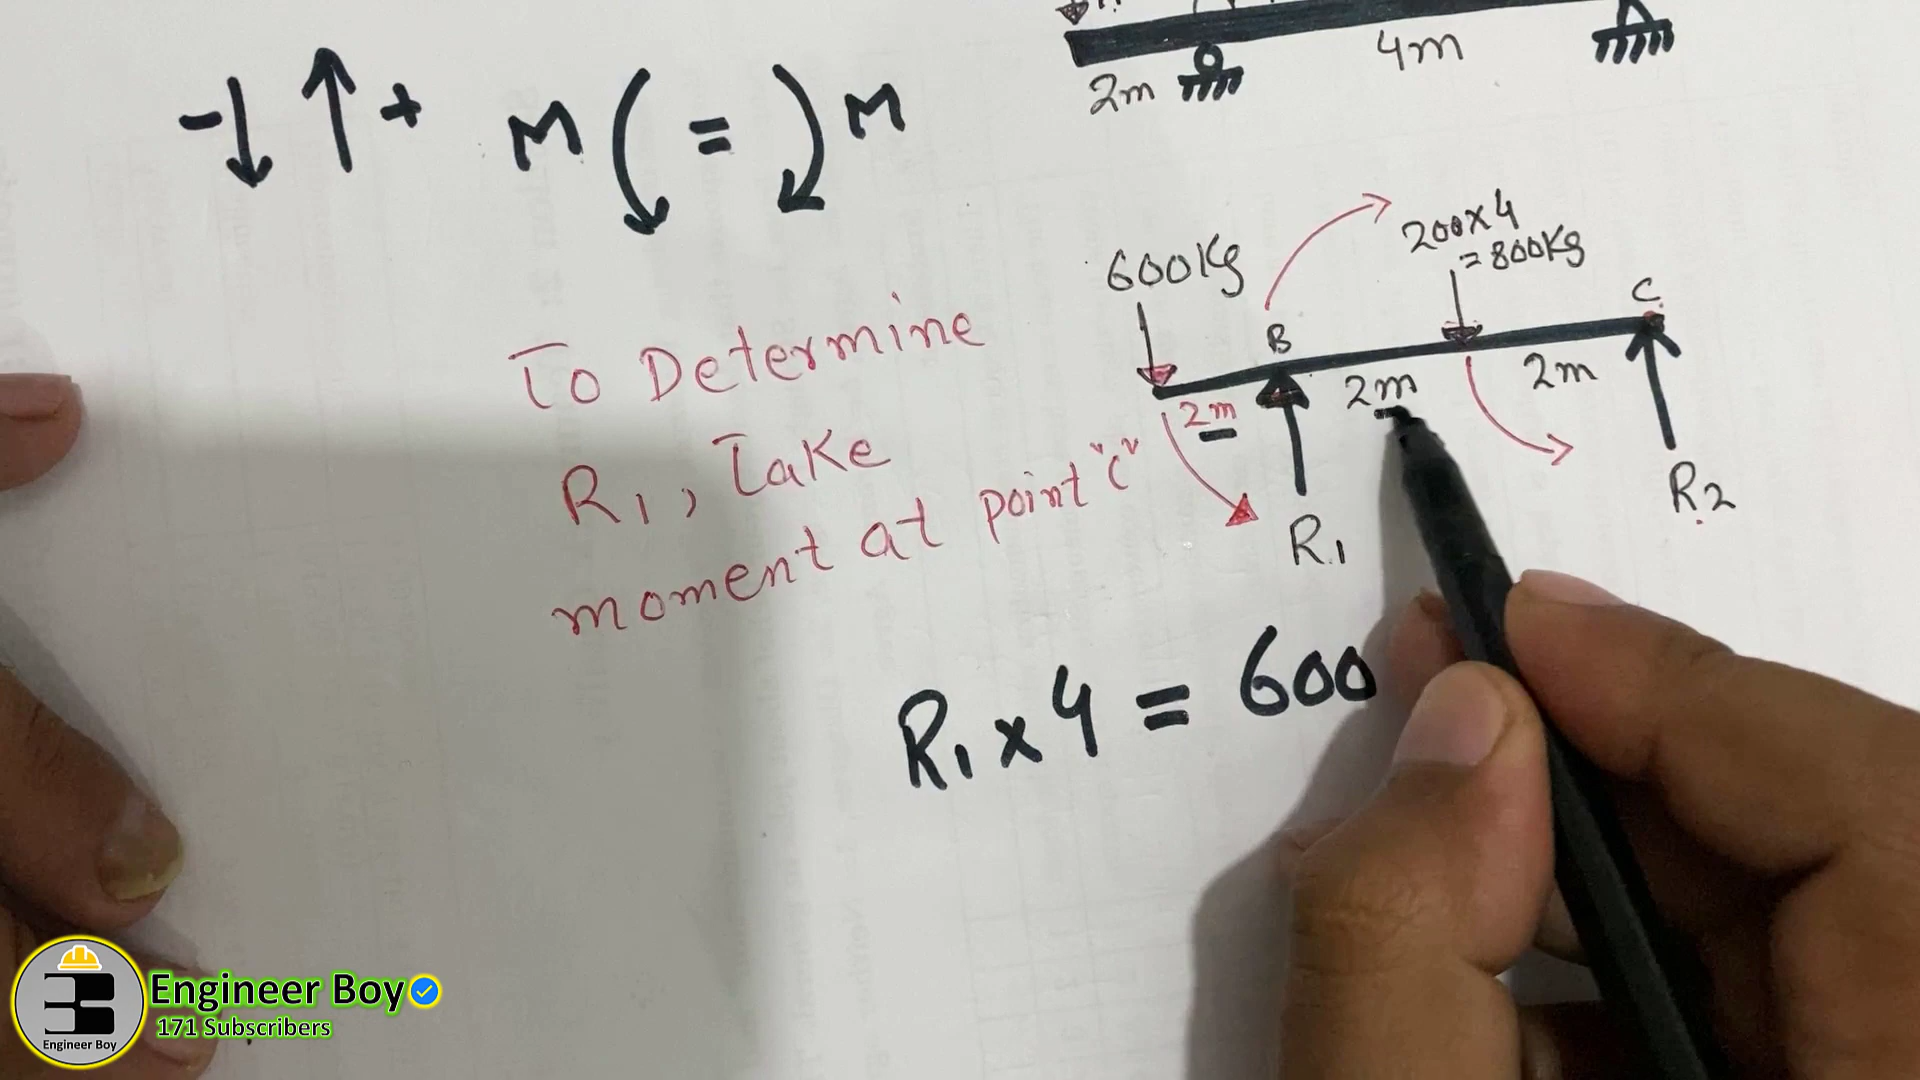 2m
4m
- +
M = M
600Kg
200x4
=800Kg
B
C
2m
2m
2m
R1
R2
To Determine
R1, Take
moment at point "C"
R1 x 4 = 600
Engineer Boy
171 Subscribers
Engineer Boy